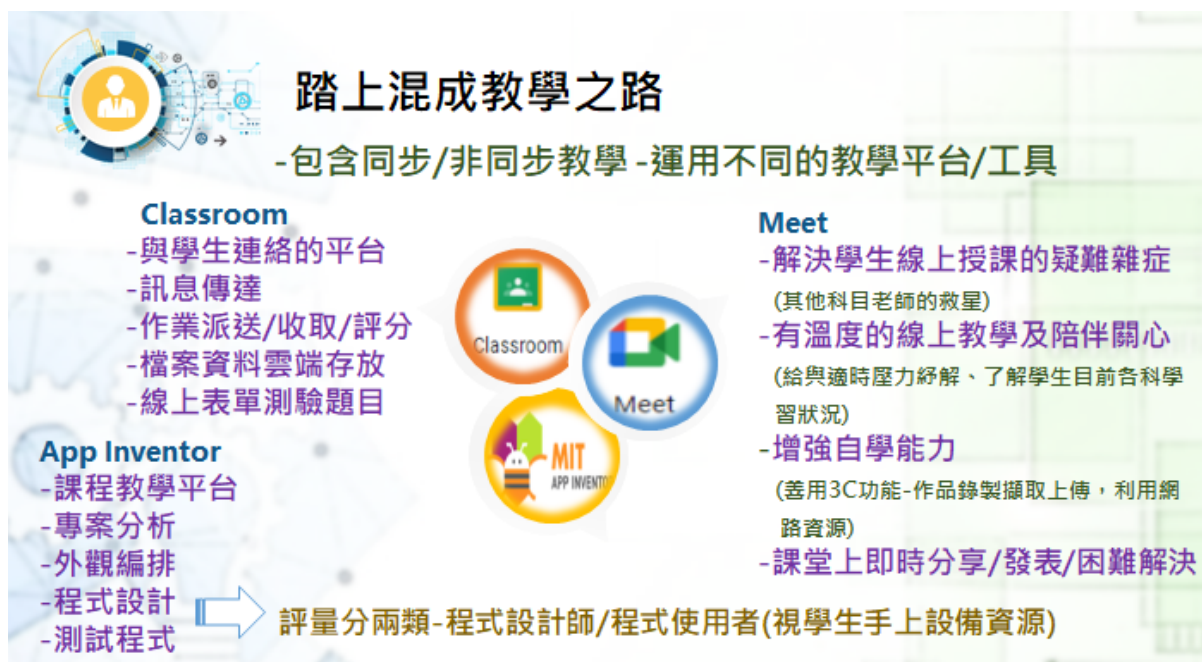 踏上混成教學之路
-包含同步/非同步教學 -運用不同的教學平台/工具
Classroom
-與學生連絡的平台
-訊息傳達
-作業派送/收取/評分
-檔案資料雲端存放
-線上表單測驗題目
App Inventor
-課程教學平台
-專案分析
-外觀編排
-程式設計
-測試程式
Classroom
Meet
MIT
APP INVENTO
Meet
-解決學生線上授課的疑難雜症
(其他科目老師的救星)
-有溫度的線上教學及陪伴關心
(給與適時壓力紓解、了解學生目前各科學
習狀況)
-增強自學能力
(善用3C功能-作品錄製擷取上傳，利用網
路資源)
-課堂上即時分享/發表/困難解決
評量分兩類-程式設計師/程式使用者(視學生手上設備資源)